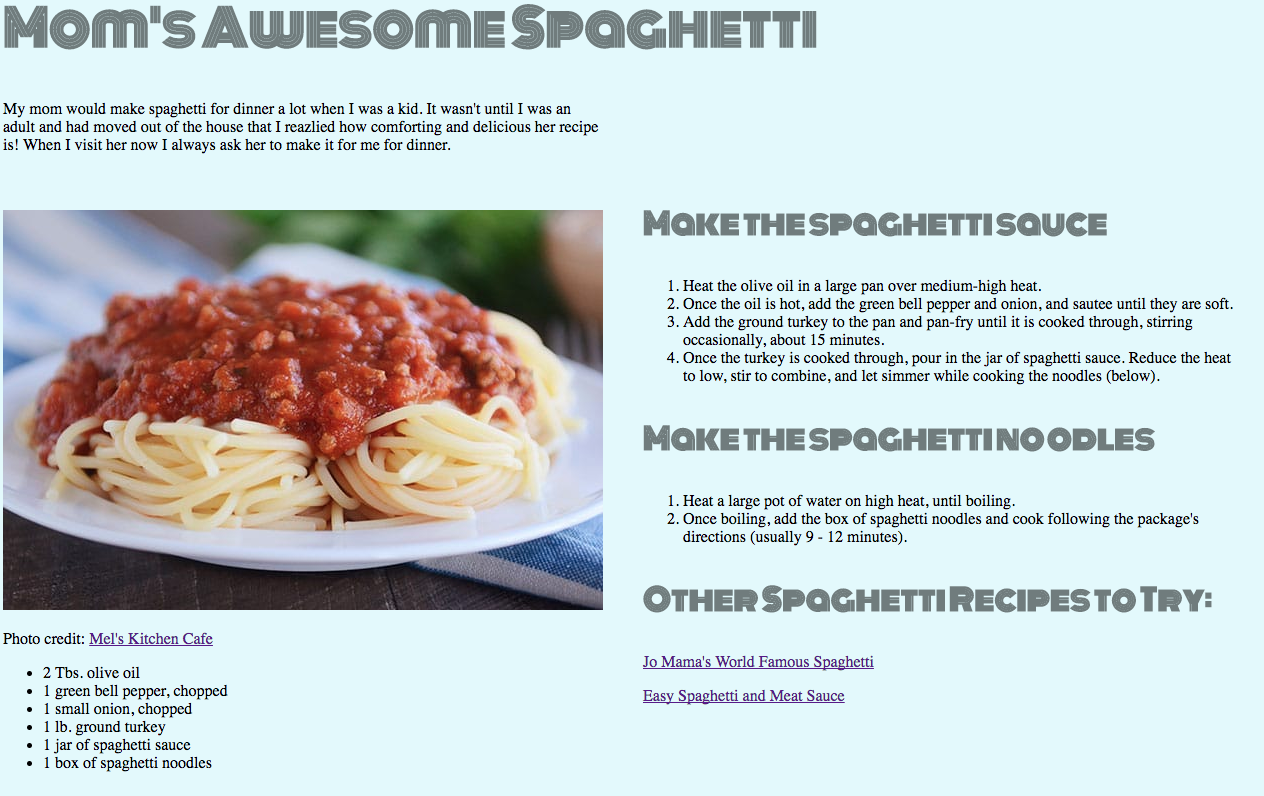 Mom's Awesome Spaghetti
My mom would make spaghetti for dinner a lot when I was a kid. It wasn't until I was an
adult and had moved out of the house that I reazlied how comforting and delicious her recipe
is! When I visit her now I always ask her to make it for me for dinner.
Photo credit: Mel's Kitchen Cafe
• 2 Tbs. olive oil
• 1 green bell pepper, chopped
• 1 small onion, chopped
• 1 lb. ground turkey
• 1 jar of spaghetti sauce
• 1 box of spaghetti noodles
Make the spaghetti sauce
1. Heat the olive oil in a large pan over medium-high heat.
2. Once the oil is hot, add the green bell pepper and onion, and sautee until they are soft.
3. Add the ground turkey to the pan and pan-fry until it is cooked through, stirring
occasionally, about 15 minutes.
4. Once the turkey is cooked through, pour in the jar of spaghetti sauce. Reduce the heat
to low, stir to combine, and let simmer while cooking the noodles (below).
Make the spaghetti noodles
1. Heat a large pot of water on high heat, until boiling.
2. Once boiling, add the box of spaghetti noodles and cook following the package's
directions (usually 9 - 12 minutes).
Other Spaghetti Recipes to Try:
Jo Mama's World Famous Spaghetti
Easy Spaghetti and Meat Sauce